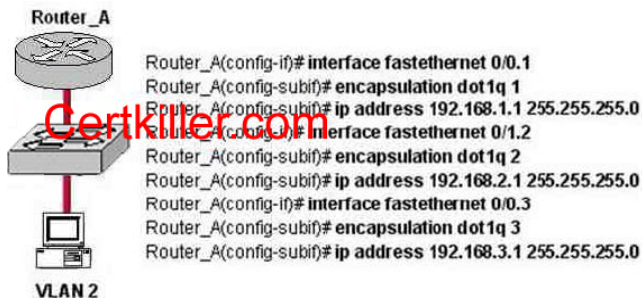 Router_A
Router_A(config-if)# interface fastethernet 0/0.1
Router_A(config-subif)# encapsulation dot1q 1
Router_A(config-subif)# ip address 192.168.1.1 255.255.255.0
Router_A(config-if)# interface fastethernet 0/1.2
Router_A(config-subif)# encapsulation dot1q 2
Router_A(config-subif)# ip address 192.168.2.1 255.255.255.0
Router_A(config-if)# interface fastethernet 0/0.3
Router_A(config-subif)# encapsulation dot1q 3
Router_A(config-subif)# ip address 192.168.3.1 255.255.255.0
Certkiller.com
VLAN 2